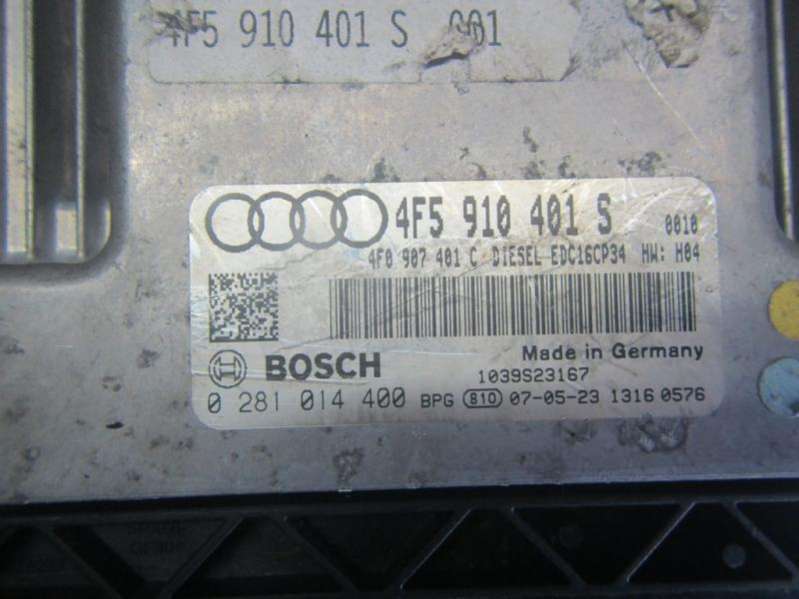 4F5 910 401 S 001
4F5 910 401 S 0010
4F0 907 401 C DIESEL EDC16CP34 HW: H04
Made in Germany
BOSCH
1039S23167
0 281 014 400 BPG 810 07-05-23 1316 0576